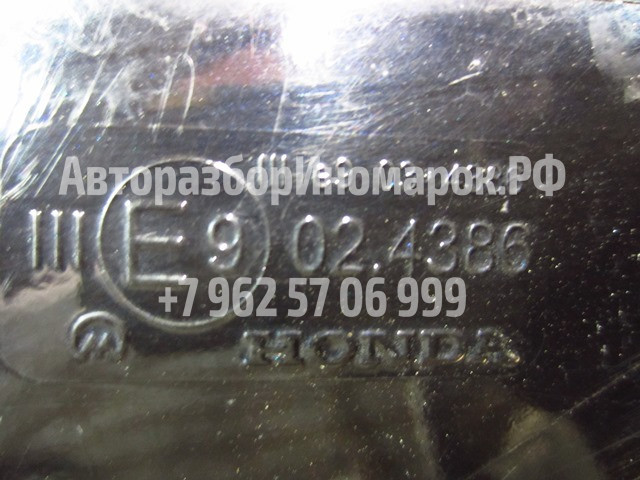 АвторазборИномарок.РФ
III E 9 02.4386
+7 962 57 06 999
HONDA